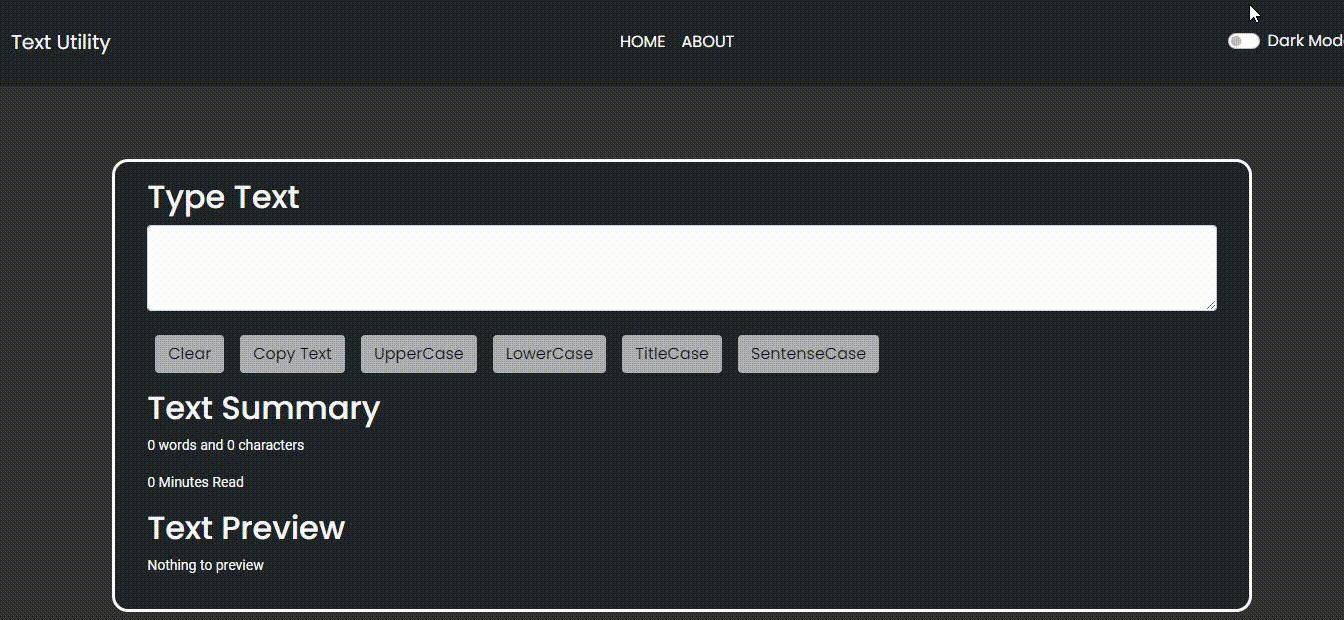 Text Utility
HOME ABOUT
Dark Mod
Type Text
Clear Copy Text UpperCase LowerCase TitleCase SentenseCase
Text Summary
0 words and 0 characters
0 Minutes Read
Text Preview
Nothing to preview